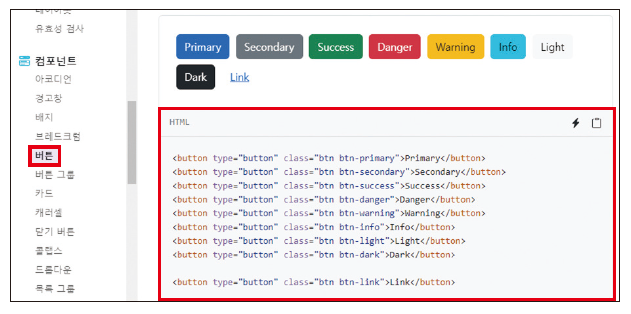 유효성 검사
컴포넌트
아코디언
경고창
배지
브레드크럼
버튼
버튼 그룹
카드
캐러셀
닫기 버튼
콜랩스
드롭다운
목록 그룹
Primary Secondary Success Danger Warning Info Light
Dark Link
HTML
<button type="button" class="btn btn-primary">Primary</button>
<button type="button" class="btn btn-secondary">Secondary</button>
<button type="button" class="btn btn-success">Success</button>
<button type="button" class="btn btn-danger">Danger</button>
<button type="button" class="btn btn-warning">Warning</button>
<button type="button" class="btn btn-info">Info</button>
<button type="button" class="btn btn-light">Light</button>
<button type="button" class="btn btn-dark">Dark</button>
<button type="button" class="btn btn-link">Link</button>